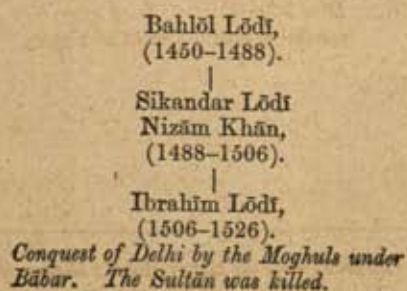 Bahlōl Lōdī,
(1450–1488).
Sikandar Lōdī
Nizām Khān,
(1488–1506).
Ibrahīm Lōdī,
(1506–1526).
Conquest of Delhi by the Moghuls under
Bābar. The Sultān was killed.